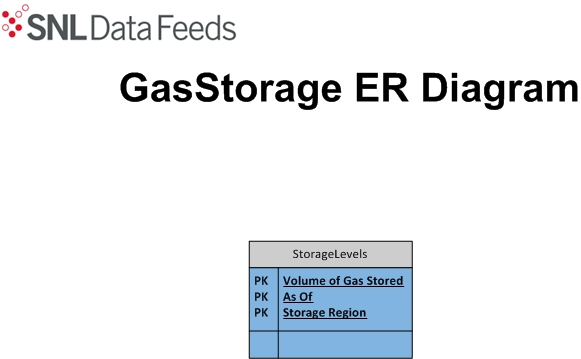 SNL Data Feeds
GasStorage ER Diagram
StorageLevels
PK Volume of Gas Stored
PK As Of
PK Storage Region